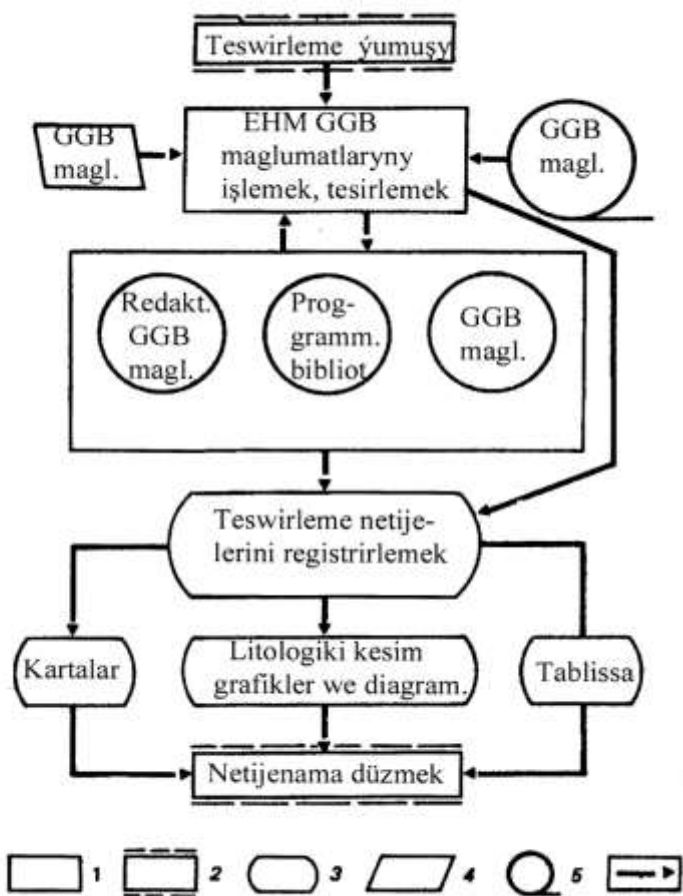 Teswirleme ýumuşy
GGB
magl.
EHM GGB
maglumatlaryny
işlemek, tesirlemek
GGB
magl.
Redakt.
GGB
magl.
Prog-
gramm.
bibliot
GGB
magl.
Teswirleme netije-
lerini registrirlemek
Kartalar
Litologiki kesim
grafikler we diagram.
Tablissa
Netijenama düzmek
1 2 3 4 5